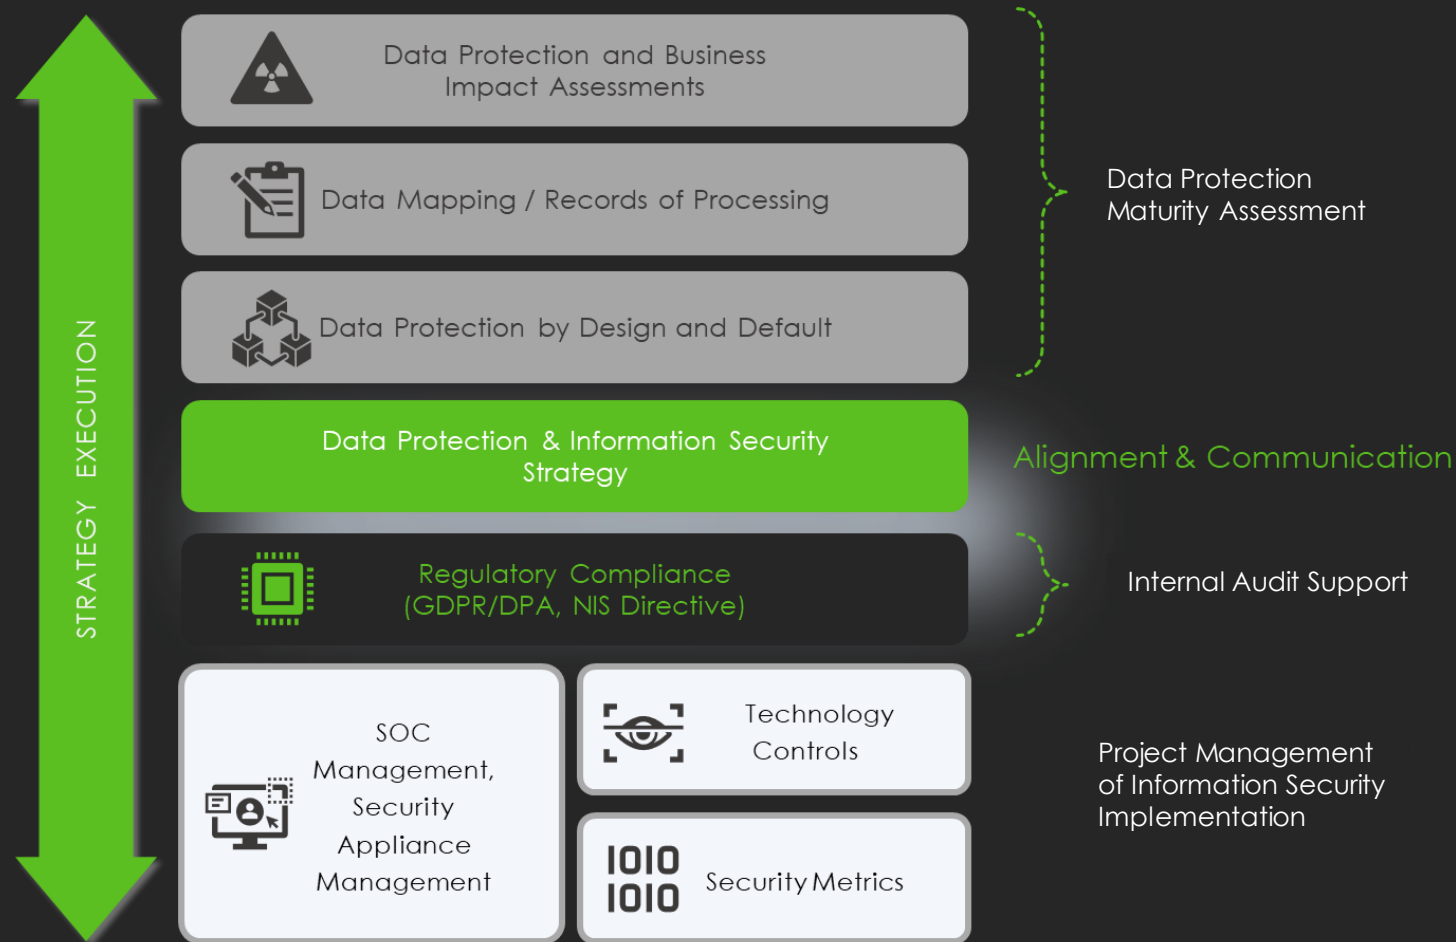 Data Protection and Business
Impact Assessments
Data Mapping / Records of Processing
Data Protection by Design and Default
Data Protection
Maturity Assessment
STRATEGY EXECUTION
Data Protection & Information Security
Strategy
Alignment & Communication
Regulatory Compliance
(GDPR/DPA, NIS Directive)
Internal Audit Support
SOC
Management,
Security
Appliance
Management
Technology
Controls
1010
1010
Security Metrics
Project Management
of Information Security
Implementation